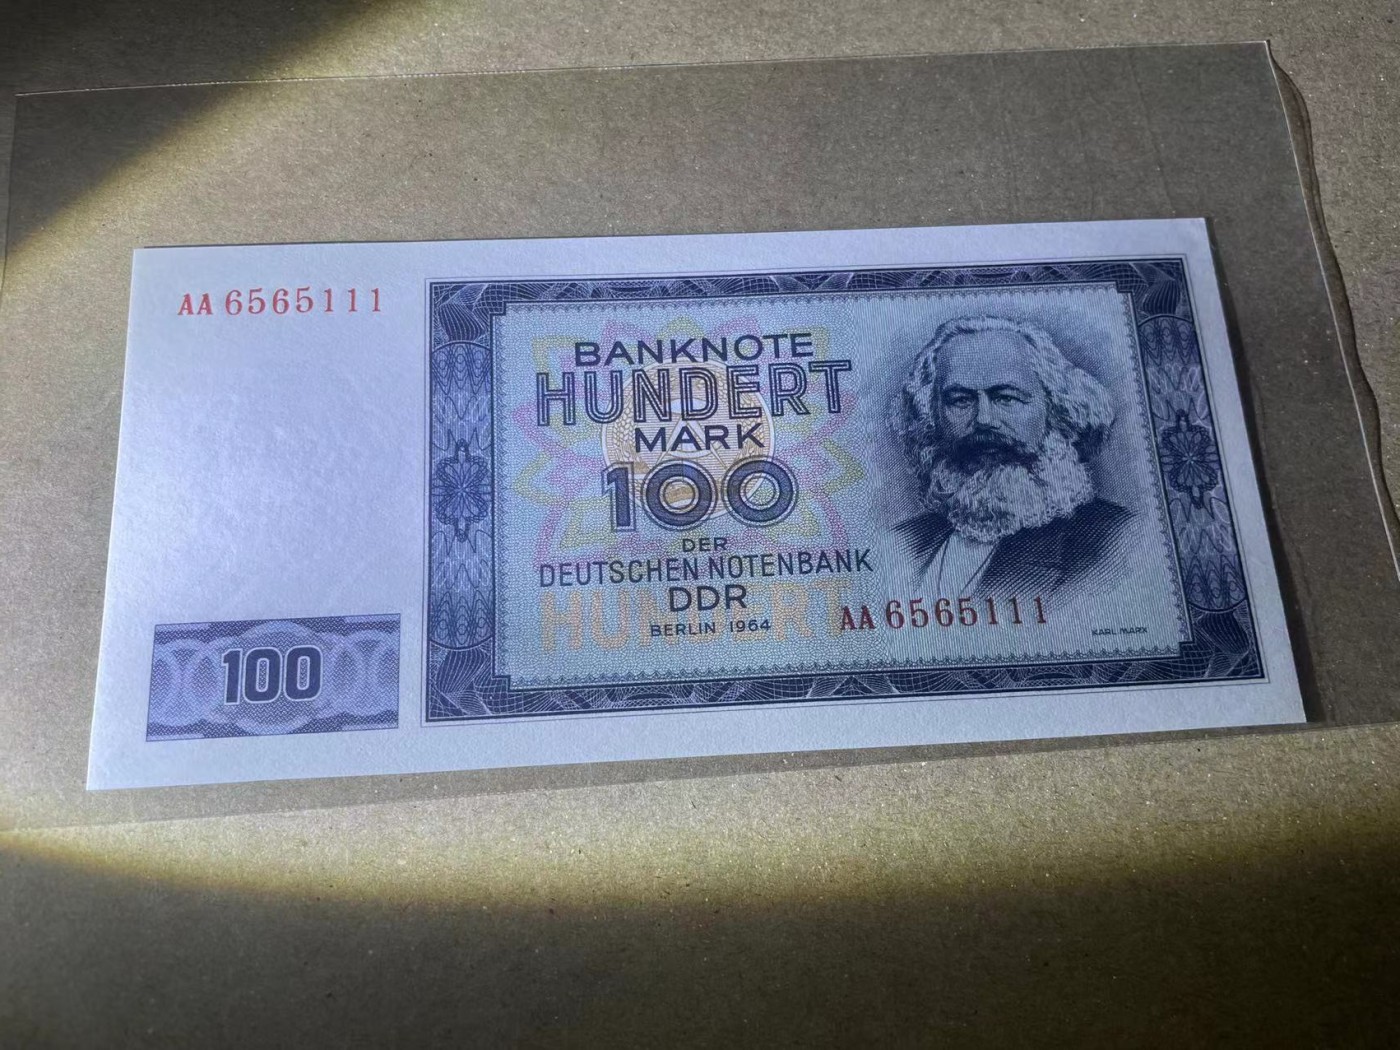 AA 6565111
BANKNOTE
HUNDERT
MARK
100
DER
DEUTSCHEN NOTENBANK
DDR
HUNDERT
BERLIN 1964
AA 6565111
KARL MARX
100